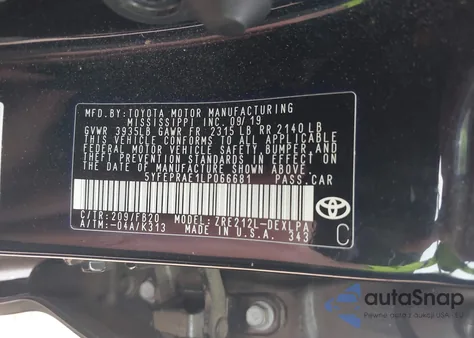 MFD.BY:TOYOTA MOTOR MANUFACTURING
MISSISSIPPI INC. 09/19
GVWR 3935LB GAWR FR 2315 LB RR 2140 LB
THIS VEHICLE CONFORMS TO ALL APPLICABLE
FEDERAL MOTOR VEHICLE SAFETY,BUMPER,AND
THEFT PREVENTION STANDARDS IN EFFECT ON
THE DATE OF MANUFACTURE SHOWN ABOVE.
5YFEPRAE1LP066681 PASS.CAR
C/TR:209/FB20 MODEL:ZRE212L-DEXLPA
A/TM:-04A/K313 MADE IN U.S.A. 343
C
autoSnap
Pewne auta z USA